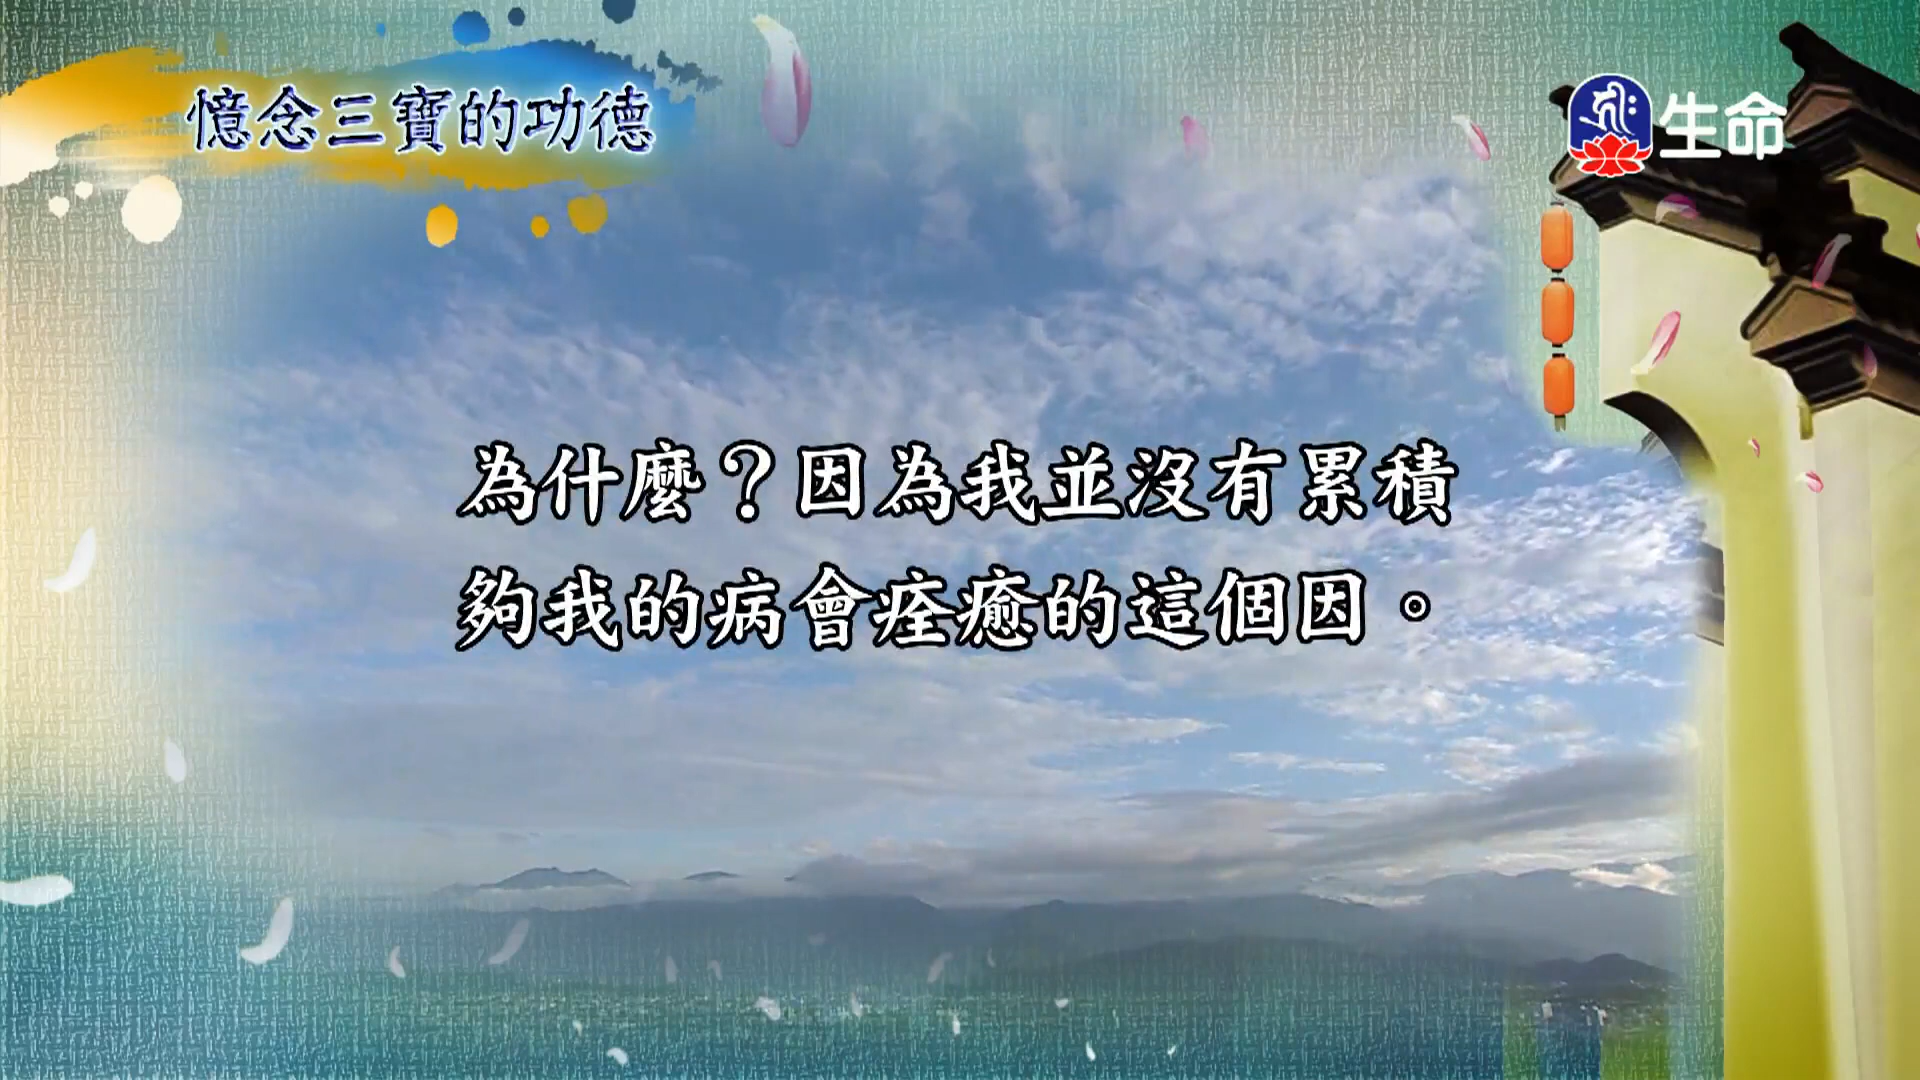 憶念三寶的功德
生命
為什麼？因為我並沒有累積
夠我的病會痊癒的這個因。